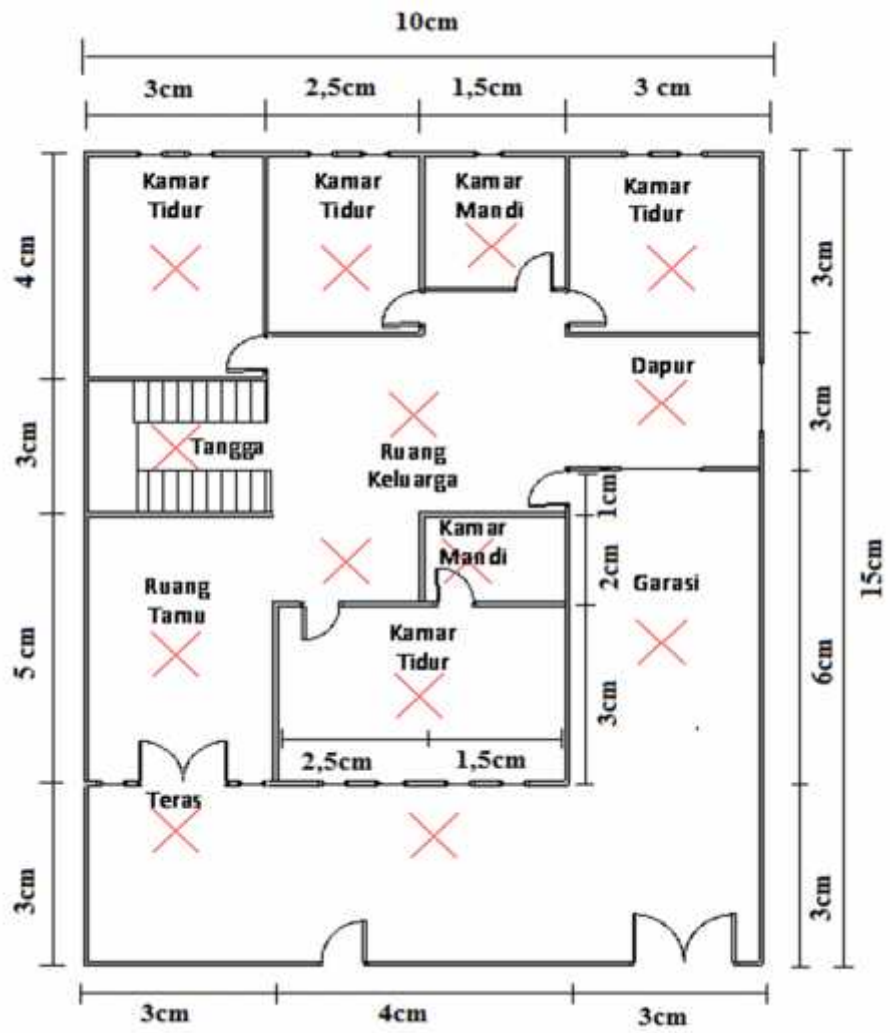 10cm
3cm
2,5cm
1,5cm
3 cm
Kamar
Tidur
Kamar
Tidur
Kamar
Mandi
Kamar
Tidur
4 cm
3cm
15cm
Dapur
3cm
3cm
Tangga
Ruang
Keluarga
1cm
Kamar
Mandi
2cm
Garasi
Ruang
Tamu
Kamar
Tidur
5 cm
6cm
3cm
2,5cm
1,5cm
Teras
3cm
3cm
3cm
4cm
3cm